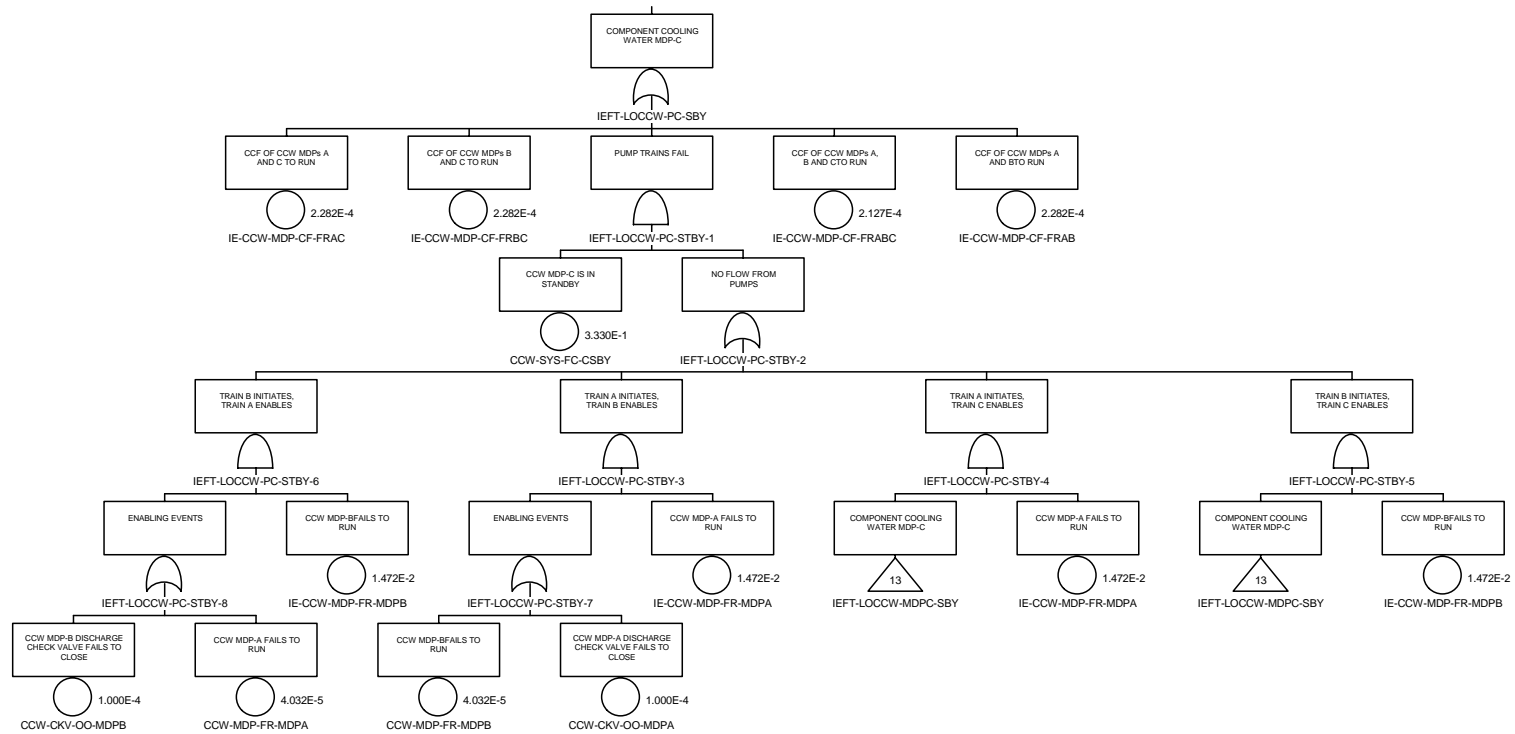 COMPONENT COOLING
WATER MDP-C
IEFT-LOCCW-PC-SBY
CCF OF CCW MDPs A
AND C TO RUN
2.282E-4
IE-CCW-MDP-CF-FRAC
CCF OF CCW MDPs B
AND C TO RUN
2.282E-4
IE-CCW-MDP-CF-FRBC
PUMP TRAINS FAIL
IEFT-LOCCW-PC-STBY-1
CCF OF CCW MDPs A,
B AND CTO RUN
2.127E-4
IE-CCW-MDP-CF-FRABC
CCF OF CCW MDPs A
AND BTO RUN
2.282E-4
IE-CCW-MDP-CF-FRAB
CCW MDP-C IS IN
STANDBY
3.330E-1
CCW-SYS-FC-CSBY
NO FLOW FROM
PUMPS
IEFT-LOCCW-PC-STBY-2
TRAIN B INITIATES,
TRAIN A ENABLES
IEFT-LOCCW-PC-STBY-6
TRAIN A INITIATES,
TRAIN B ENABLES
IEFT-LOCCW-PC-STBY-3
TRAIN A INITIATES,
TRAIN C ENABLES
IEFT-LOCCW-PC-STBY-4
TRAIN B INITIATES,
TRAIN C ENABLES
IEFT-LOCCW-PC-STBY-5
ENABLING EVENTS
IEFT-LOCCW-PC-STBY-8
CCW MDP-BFAILS TO
RUN
1.472E-2
IE-CCW-MDP-FR-MDPB
ENABLING EVENTS
IEFT-LOCCW-PC-STBY-7
CCW MDP-A FAILS TO
RUN
1.472E-2
IE-CCW-MDP-FR-MDPA
COMPONENT COOLING
WATER MDP-C
13
IEFT-LOCCW-MDPC-SBY
CCW MDP-A FAILS TO
RUN
1.472E-2
IE-CCW-MDP-FR-MDPA
COMPONENT COOLING
WATER MDP-C
13
IEFT-LOCCW-MDPC-SBY
CCW MDP-BFAILS TO
RUN
1.472E-2
IE-CCW-MDP-FR-MDPB
CCW MDP-B DISCHARGE
CHECK VALVE FAILS TO
CLOSE
1.000E-4
CCW-CKV-OO-MDPB
CCW MDP-A FAILS TO
RUN
4.032E-5
CCW-MDP-FR-MDPA
CCW MDP-BFAILS TO
RUN
4.032E-5
CCW-MDP-FR-MDPB
CCW MDP-A DISCHARGE
CHECK VALVE FAILS TO
CLOSE
1.000E-4
CCW-CKV-OO-MDPA